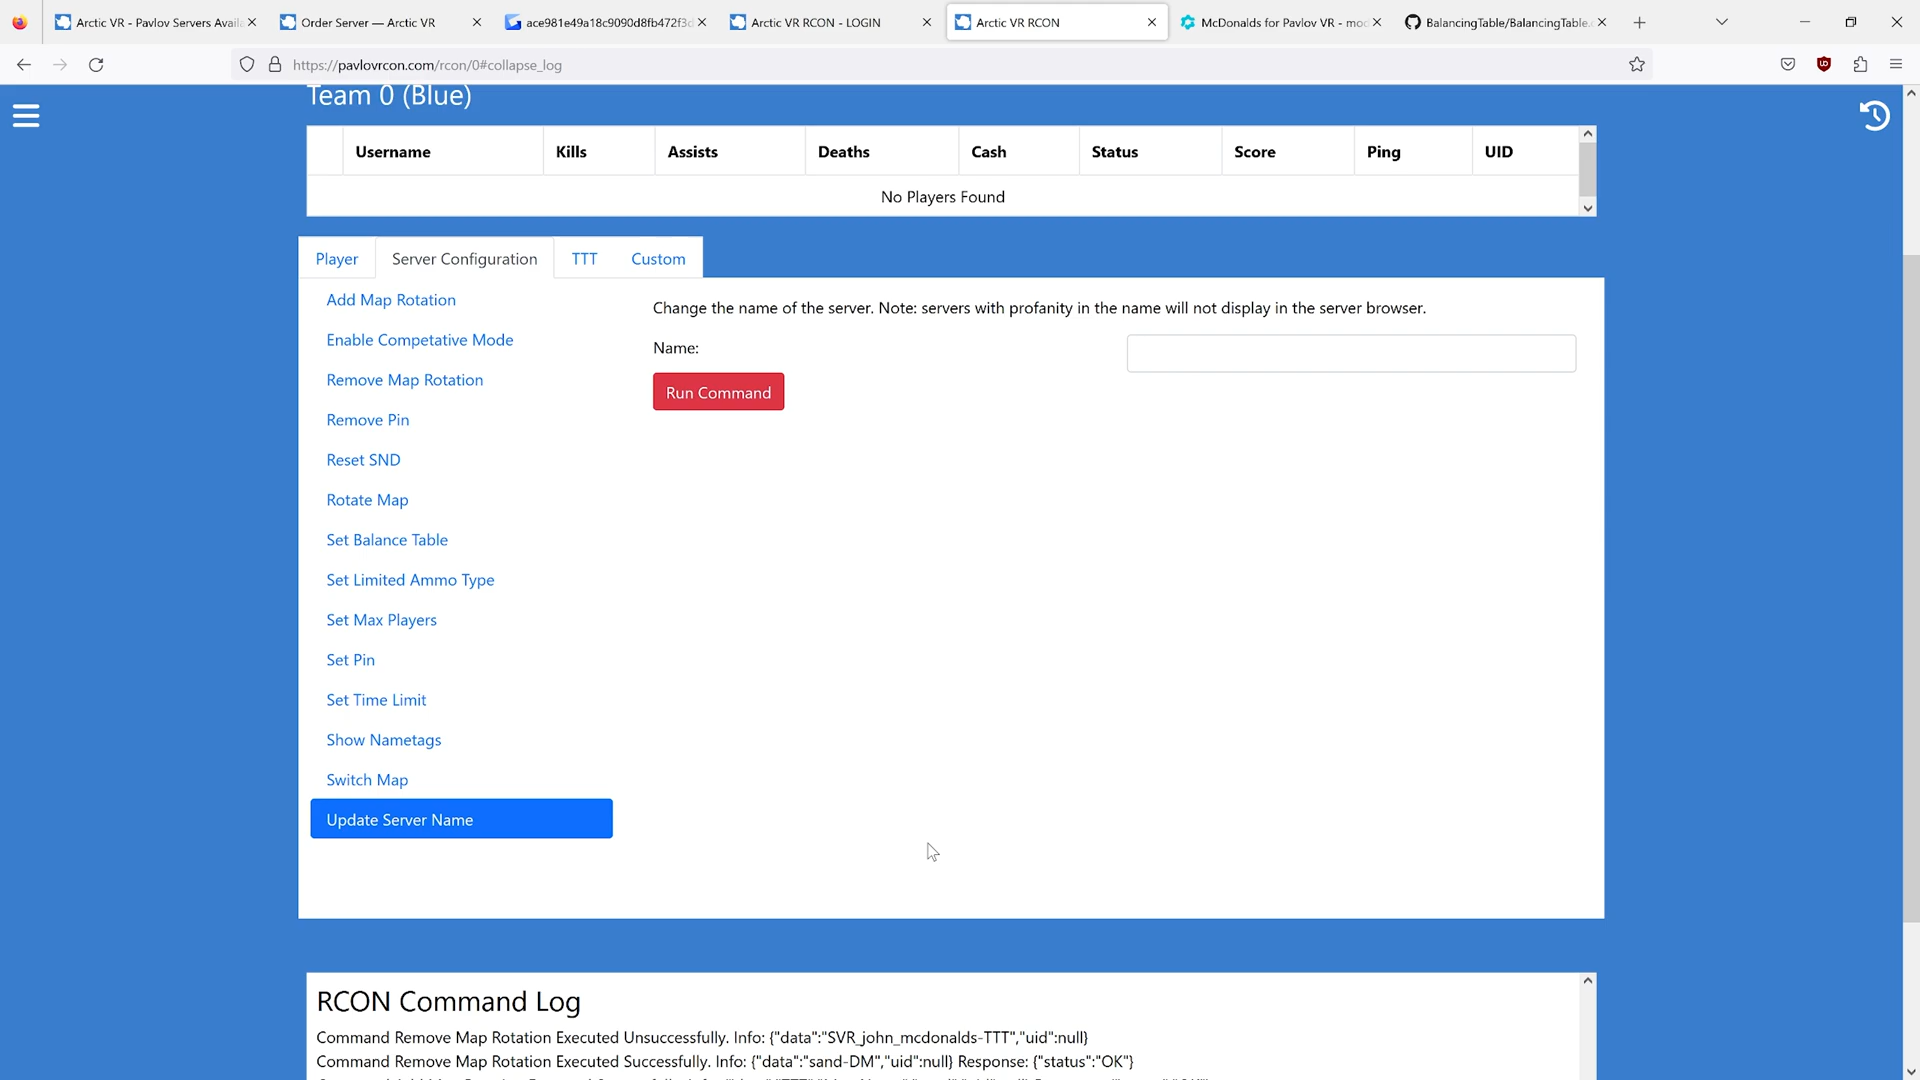 Arctic VR - Pavlov Servers Availa
Order Server — Arctic VR
ace981e49a18c9090d8fb472f3d
Arctic VR RCON - LOGIN
Arctic VR RCON
McDonalds for Pavlov VR - mod
BalancingTable/BalancingTable.
https://pavlovrcon.com/rcon/0#collapse_log
Team 0 (Blue)
Username Kills Assists Deaths Cash Status Score Ping UID
No Players Found
Player Server Configuration TTT Custom
Add Map Rotation
Enable Competative Mode
Remove Map Rotation
Remove Pin
Reset SND
Rotate Map
Set Balance Table
Set Limited Ammo Type
Set Max Players
Set Pin
Set Time Limit
Show Nametags
Switch Map
Update Server Name
Change the name of the server. Note: servers with profanity in the name will not display in the server browser.
Name:
Run Command
RCON Command Log
Command Remove Map Rotation Executed Unsuccessfully. Info: {"data":"SVR_john_mcdonalds-TTT","uid":null}
Command Remove Map Rotation Executed Successfully. Info: {"data":"sand-DM","uid":null} Response: {"status":"OK"}